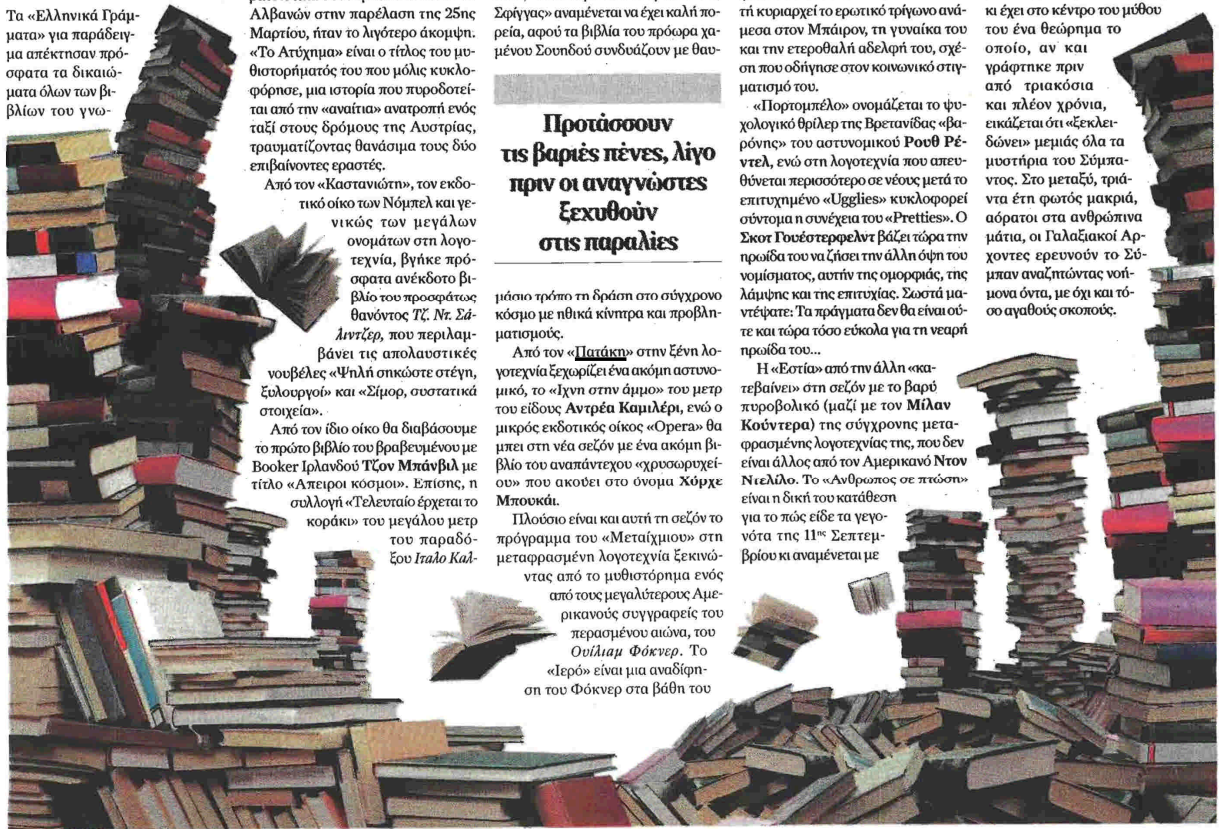 Τα «Ελληνικά Γράμ-
ματα» για παράδειγ-
μα απέκτησαν πρό-
σφατα τα δικαιώ-
ματα όλων των βι-
βλίων του γνω-
Αλβανών στην παρέλαση της 25ης
Μαρτίου, ήταν το λιγότερο άκομψη.
«Το Ατύχημα» είναι ο τίτλος του μυ-
θιστορήματός του που μόλις κυκλο-
φόρησε, μια ιστορία που πυροδοτεί-
ται από την «αναίτια» ανατροπή ενός
ταξί στους δρόμους της Αυστρίας,
τραυματίζοντας θανάσιμα τους δύο
επιβαίνοντες εραστές.
Από τον «Καστανιώτη», τον εκδο-
τικό οίκο των Νόμπελ και γε-
νικώς των μεγάλων
ονομάτων στη λογο-
τεχνία, βγήκε πρό-
σφατα ανέκδοτο βι-
βλίο του προσφάτως
θανόντος Τζ. Ντ. Σά-
λιντζερ, που περιλαμ-
βάνει τις απολαυστικές
νουβέλες «Ψηλή σηκώστε στέγη,
ξυλουργοί» και «Σίμορ, συστατικά
στοιχεία».
Από τον ίδιο οίκο θα διαβάσουμε
το πρώτο βιβλίο του βραβευμένου με
Booker Ιρλανδού Τζον Μπάνβιλ με
τίτλο «Απειροι κόσμοι». Επίσης, η
συλλογή «Τελευταίο έρχεται το
κοράκι» του μεγάλου μετρ
του παραδό-
ξου Ιταλο Καλ-
Σφίγγας» αναμένεται να έχει καλή πο-
ρεία, αφού τα βιβλία του πρόωρα χα-
μένου Σουηδού συνδυάζουν με θαυ-
Προτάσσουν
τις βαριές πένες, λίγο
πριν οι αναγνώστες
ξεχυθούν
στις παραλίες
μάσιο τρόπο τη δράση στο σύγχρονο
κόσμο με ηθικά κίνητρα και προβλη-
ματισμούς.
Από τον «Πατάκη» στην ξένη λο-
γοτεχνία ξεχωρίζει ένα ακόμη αστυνο-
μικό, το «Ιχνη στην άμμο» του μετρ
του είδους Αντρέα Καμιλέρι, ενώ ο
μικρός εκδοτικός οίκος «Opera» θα
μπει στη νέα σεζόν με ένα ακόμη βι-
βλίο του αναπάντεχου «χρυσωρυχεί-
ου» που ακούει στο όνομα Χόρχε
Μπουκάι.
Πλούσιο είναι και αυτή τη σεζόν το
πρόγραμμα του «Μεταίχμιου» στη
μεταφρασμένη λογοτεχνία ξεκινώ-
ντας από το μυθιστόρημα ενός
από τους μεγαλύτερους Αμε-
ρικανούς συγγραφείς του
περασμένου αιώνα, του
Ουίλιαμ Φόκνερ. Το
«Ιερό» είναι μια αναδίφη-
ση του Φόκνερ στα βάθη του
τή κυριαρχεί το ερωτικό τρίγωνο ανά-
μεσα στον Μπάιρον, τη γυναίκα του
και την ετεροθαλή αδελφή του, σχέ-
ση που οδήγησε στον κοινωνικό στιγ-
ματισμό του.
«Πορτομπέλο» ονομάζεται το ψυ-
χολογικό θρίλερ της Βρετανίδας «βα-
ρόνης» του αστυνομικού Ρουθ Ρέ-
ντελ, ενώ στη λογοτεχνία που απευ-
θύνεται περισσότερο σε νέους μετά το
επιτυχημένο «Ugglies» κυκλοφορεί
σύντομα η συνέχεια του «Pretties». Ο
Σκοτ Γουέστερφελντ βάζει τώρα την
ηρωίδα του να ζήσει την άλλη όψη του
νομίσματος, αυτήν της ομορφιάς, της
λάμψης και της επιτυχίας. Σωστά μα-
ντέψατε: Τα πράγματα δεν θα είναι ού-
τε και τώρα τόσο εύκολα για τη νεαρή
ηρωίδα του...
Η «Εστία» από την άλλη «κα-
τεβαίνει» στη σεζόν με το βαρύ
πυροβολικό (μαζί με τον Μίλαν
Κούντερα) της σύγχρονης μετα-
φρασμένης λογοτεχνίας της, που δεν
είναι άλλος από τον Αμερικανό Ντον
Ντελίλο. Το «Ανθρωπος σε πτώση»
είναι η δική του κατάθεση
για το πώς είδε τα γεγο-
νότα της 11ης Σεπτεμ-
βρίου κι αναμένεται με
κι έχει στο κέντρο του μύθου
του ένα θεώρημα το
οποίο, αν και
γράφτηκε πριν
από τριακόσια
και πλέον χρόνια,
εικάζεται ότι «ξεκλει-
δώνει» μεμιάς όλα τα
μυστήρια του Σύμπα-
ντος. Στο μεταξύ, τριά-
ντα έτη φωτός μακριά,
αόρατοι στα ανθρώπινα
μάτια, οι Γαλαξιακοί Αρ-
χοντες ερευνούν το Σύ-
μπαν αναζητώντας νοή-
μονα όντα, με όχι και τό-
σο αγαθούς σκοπούς.